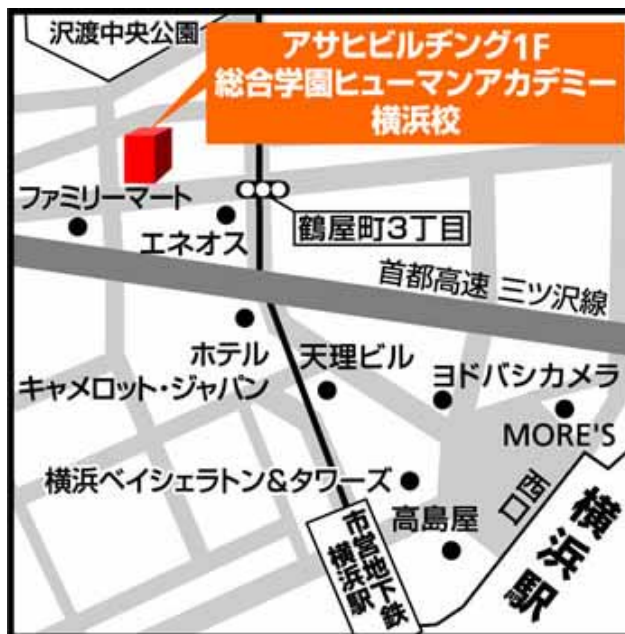 沢渡中央公園
アサヒビルヂング1F
総合学園ヒューマンアカデミー
横浜校
ファミリーマート
エネオス
鶴屋町3丁目
首都高速 三ツ沢線
ホテル
キャメロット・ジャパン
天理ビル
ヨドバシカメラ
MORE'S
横浜ベイシェラトン&タワーズ
高島屋
西口
横浜駅
市営地下鉄
横浜駅